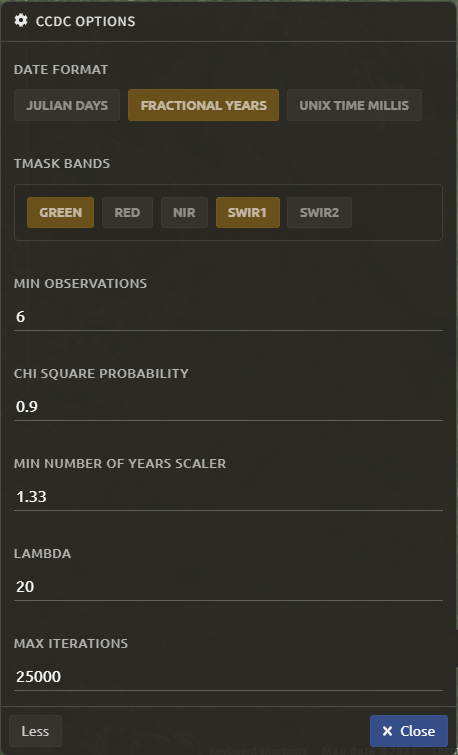 CCDC OPTIONS
DATE FORMAT
JULIAN DAYS FRACTIONAL YEARS UNIX TIME MILLIS
TMASK BANDS
GREEN RED NIR SWIR1 SWIR2
MIN OBSERVATIONS
6
CHI SQUARE PROBABILITY
0.9
MIN NUMBER OF YEARS SCALER
1.33
LAMBDA
20
MAX ITERATIONS
25000
Less Close